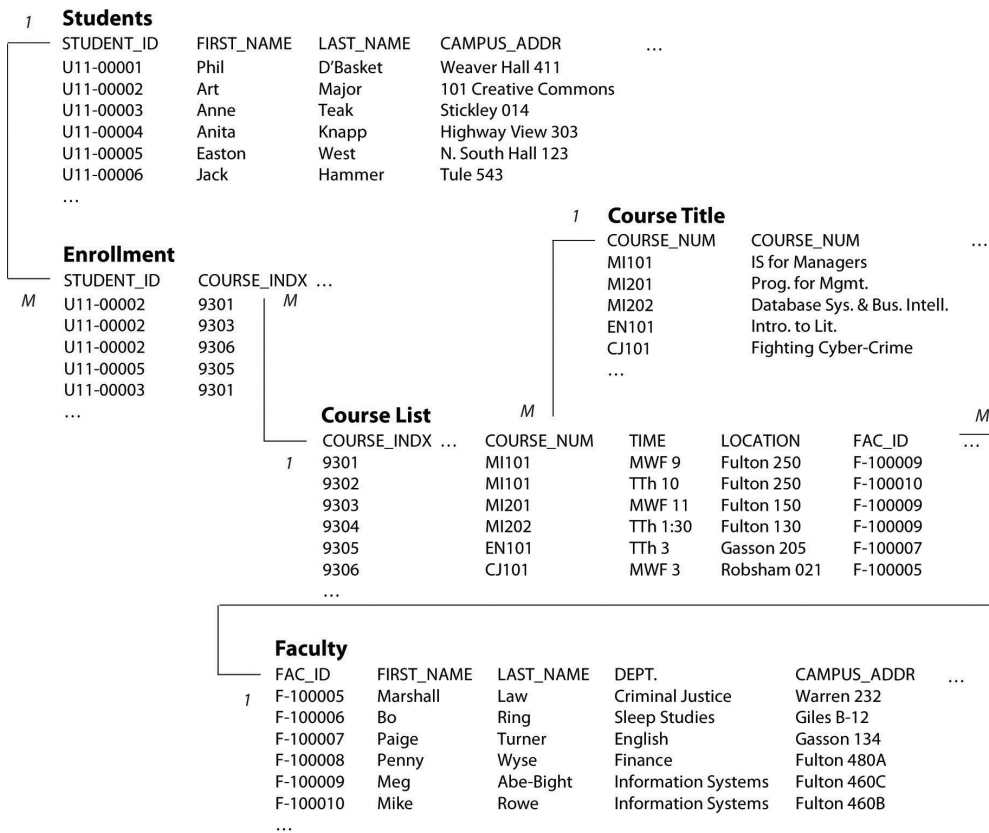 1 Students
STUDENT_ID FIRST_NAME LAST_NAME CAMPUS_ADDR …
U11-00001 Phil D’Basket Weaver Hall 411
U11-00002 Art Major 101 Creative Commons
U11-00003 Anne Teak Stickley 014
U11-00004 Anita Knapp Highway View 303
U11-00005 Easton West N. South Hall 123
U11-00006 Jack Hammer Tule 543
…
1 Course Title
COURSE_NUM COURSE_NUM …
MI101 IS for Managers
MI201 Prog. for Mgmt.
MI202 Database Sys. & Bus. Intell.
EN101 Intro. to Lit.
CJ101 Fighting Cyber-Crime
…
Enrollment
STUDENT_ID COURSE_INDX …
M U11-00002 9301 M
U11-00002 9303
U11-00002 9306
U11-00005 9305
U11-00003 9301
…
Course List M M
COURSE_INDX … COURSE_NUM TIME LOCATION FAC_ID …
1 9301 MI101 MWF 9 Fulton 250 F-100009
9302 MI101 TTh 10 Fulton 250 F-100010
9303 MI201 MWF 11 Fulton 150 F-100009
9304 MI202 TTh 1:30 Fulton 130 F-100009
9305 EN101 TTh 3 Gasson 205 F-100007
9306 CJ101 MWF 3 Robsham 021 F-100005
…
Faculty
FAC_ID FIRST_NAME LAST_NAME DEPT. CAMPUS_ADDR …
1 F-100005 Marshall Law Criminal Justice Warren 232
F-100006 Bo Ring Sleep Studies Giles B-12
F-100007 Paige Turner English Gasson 134
F-100008 Penny Wyse Finance Fulton 480A
F-100009 Meg Abe-Bight Information Systems Fulton 460C
F-100010 Mike Rowe Information Systems Fulton 460B
…